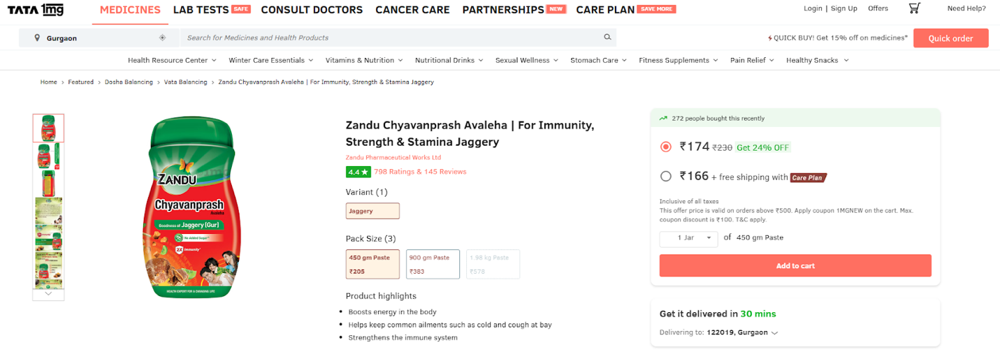 TATA 1mg
MEDICINES LAB TESTS SAFE CONSULT DOCTORS CANCER CARE PARTNERSHIPS NEW CARE PLAN SAVE MORE
Login | Sign Up Offers Need Help?
Gurgaon
Search for Medicines and Health Products
QUICK BUY! Get 15% off on medicines*
Quick order
Health Resource Center Winter Care Essentials Vitamins & Nutrition Nutritional Drinks Sexual Wellness Stomach Care Fitness Supplements Pain Relief Healthy Snacks
Home > Featured > Dosha Balancing > Vata Balancing > Zandu Chyavanprash Avaleha | For Immunity, Strength & Stamina Jaggery
ZANDU
Chyavanprash
Avaleha
Goodness of Jaggery (Gur)
No Added Sugar**
2X Immunity*
HEALTH EXPERT FOR A CHANGING LIFE
Zandu Chyavanprash Avaleha | For Immunity,
Strength & Stamina Jaggery
Zandu Pharmaceutical Works Ltd
4.4★ 798 Ratings & 145 Reviews
Variant (1)
Jaggery
Pack Size (3)
450 gm Paste
₹205
900 gm Paste
₹383
1.98 kg Paste
₹578
Product highlights
• Boosts energy in the body
• Helps keep common ailments such as cold and cough at bay
• Strengthens the immune system
272 people bought this recently
₹174 ₹230 Get 24% OFF
₹166 + free shipping with Care Plan
Inclusive of all taxes
This offer price is valid on orders above ₹500. Apply coupon 1MGNEW on the cart. Max.
coupon discount is ₹100. T&C apply.
1 Jar of 450 gm Paste
Add to cart
Get it delivered in 30 mins
Delivering to: 122019, Gurgaon